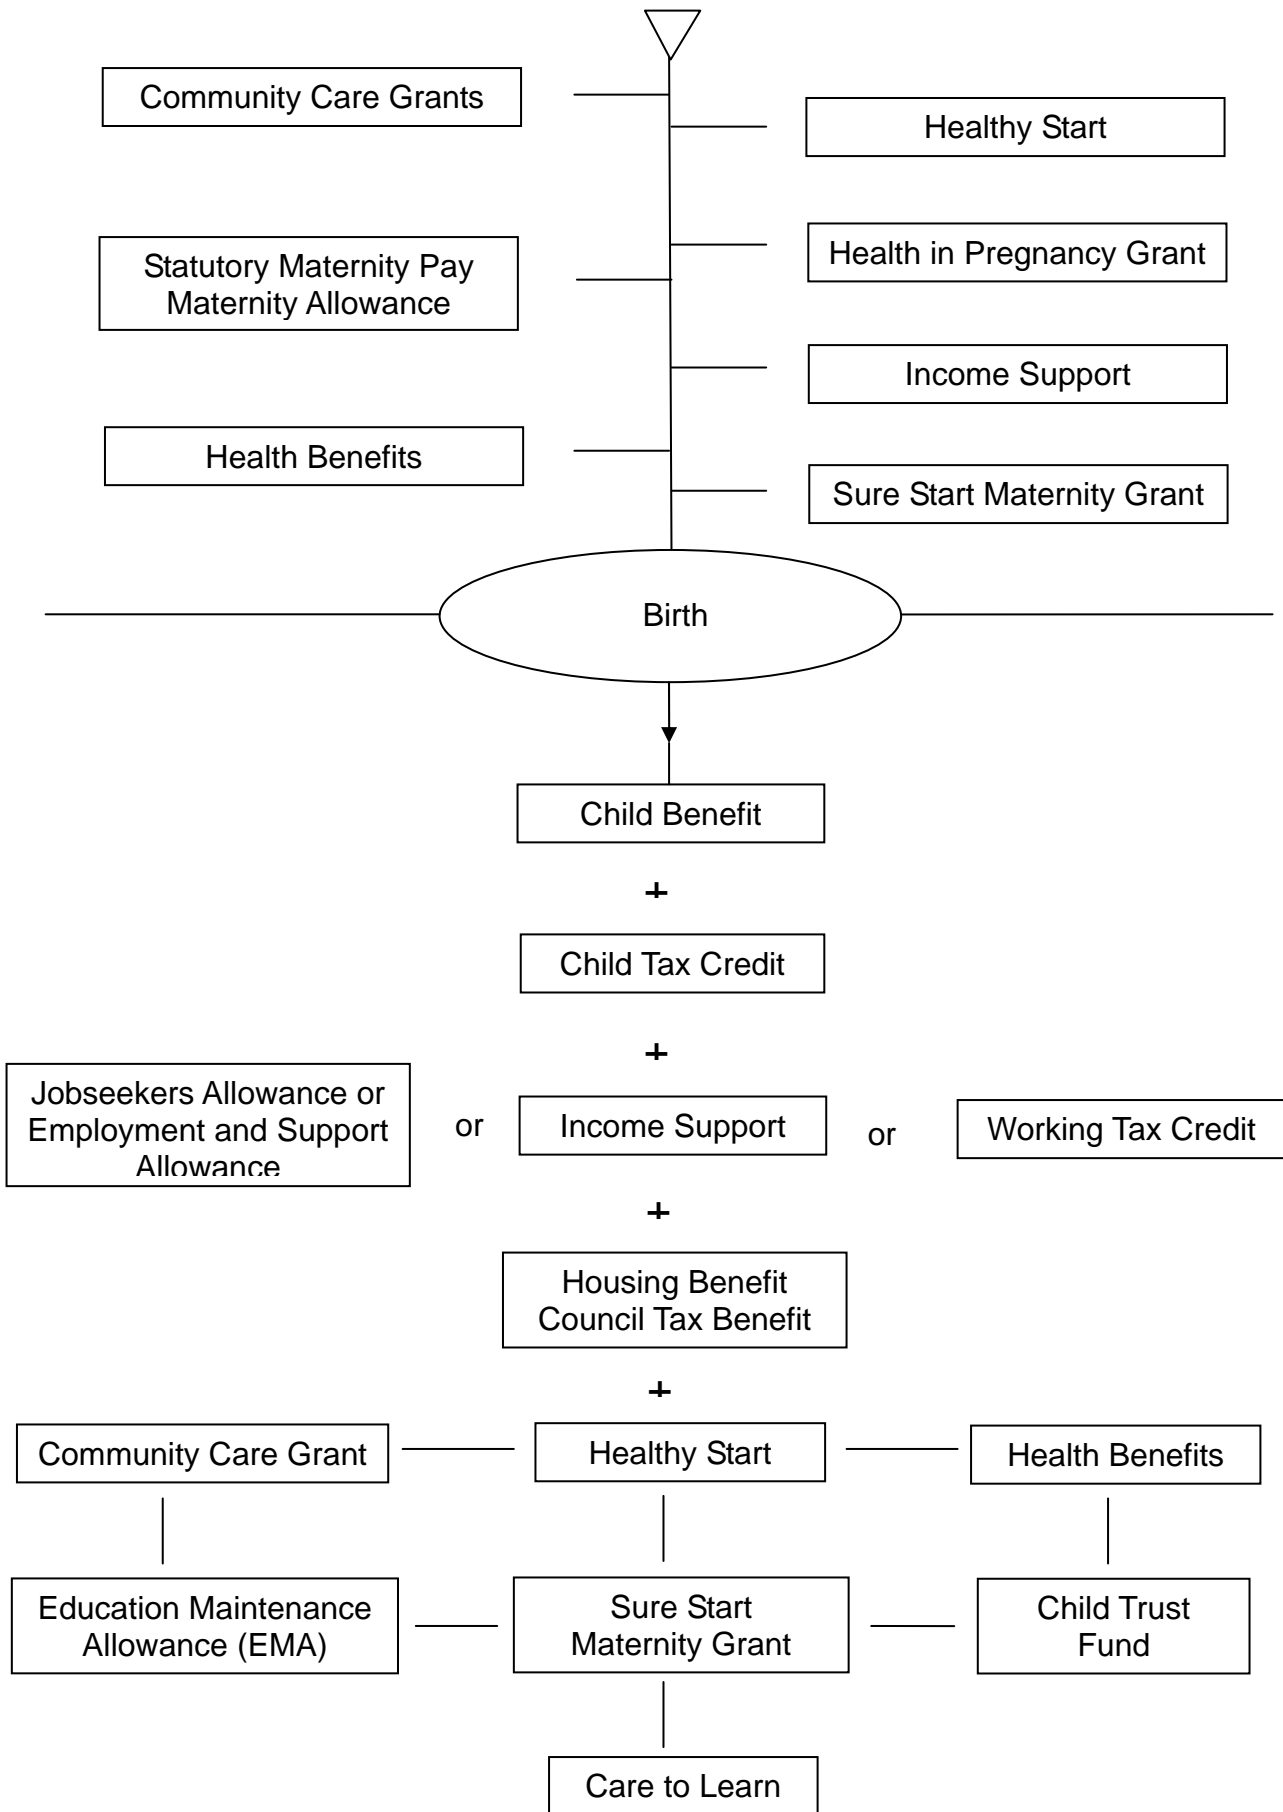 Community Care Grants
Healthy Start
Health in Pregnancy Grant
Statutory Maternity Pay
Maternity Allowance
Income Support
Health Benefits
Sure Start Maternity Grant
Birth
Child Benefit
+
Child Tax Credit
+
Jobseekers Allowance or
Employment and Support
Allowance
or
Income Support
or
Working Tax Credit
+
Housing Benefit
Council Tax Benefit
+
Community Care Grant
Healthy Start
Health Benefits
Education Maintenance
Allowance (EMA)
Sure Start
Maternity Grant
Child Trust
Fund
Care to Learn